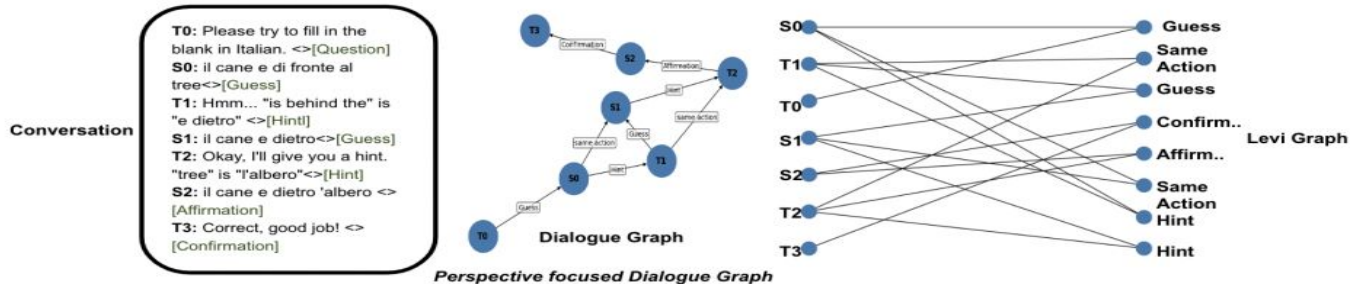 Conversation
T0: Please try to fill in the
blank in Italian. <>[Question]
S0: il cane e di fronte al
tree<>[Guess]
T1: Hmm... "is behind the" is
"e dietro" <>[Hintl]
S1: il cane e dietro<>[Guess]
T2: Okay, I'll give you a hint.
"tree" is "l'albero"<>[Hint]
S2: il cane e dietro 'albero <>
[Affirmation]
T3: Correct, good job! <>
[Confirmation]
T3
Confirmation
S2
Affirmation
T2
Hint
S1
same action
Guess
same action
T1
Hint
S0
Guess
T0
Dialogue Graph
Perspective focused Dialogue Graph
S0
T1
T0
S1
S2
T2
T3
Guess
Same
Action
Guess
Confirm..
Affirm..
Same
Action
Hint
Hint
Levi Graph